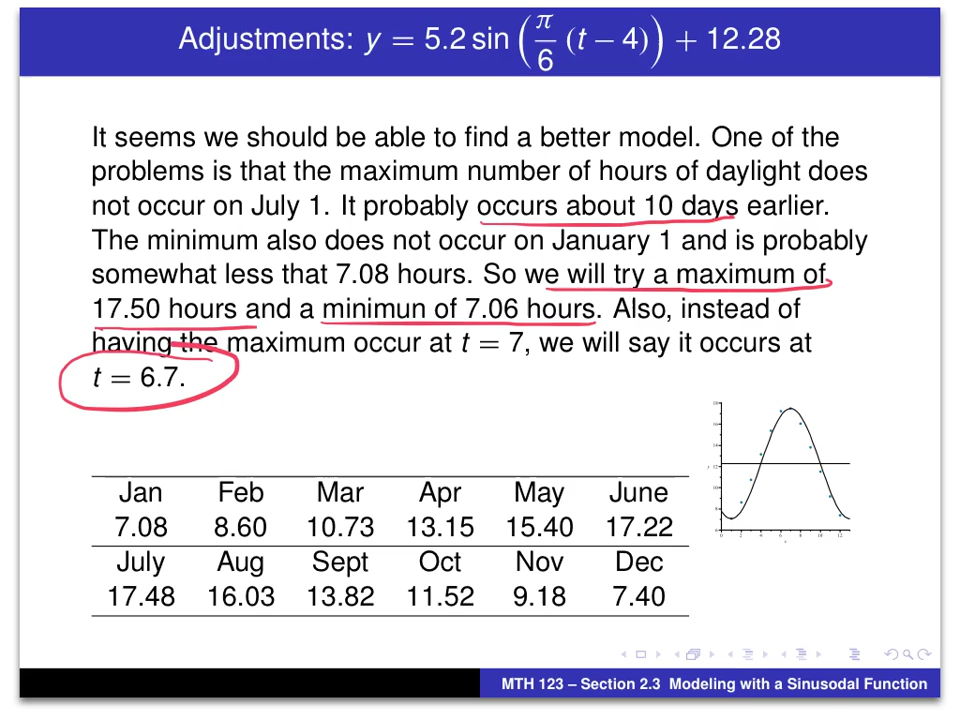 Adjustments: y = 5.2 sin(π/6 (t − 4)) + 12.28
It seems we should be able to find a better model. One of the
problems is that the maximum number of hours of daylight does
not occur on July 1. It probably occurs about 10 days earlier.
The minimum also does not occur on January 1 and is probably
somewhat less that 7.08 hours. So we will try a maximum of
17.50 hours and a minimun of 7.06 hours. Also, instead of
having the maximum occur at t = 7, we will say it occurs at
t = 6.7.
Jan Feb Mar Apr May June
7.08 8.60 10.73 13.15 15.40 17.22
July Aug Sept Oct Nov Dec
17.48 16.03 13.82 11.52 9.18 7.40
MTH 123 – Section 2.3 Modeling with a Sinusodal Function